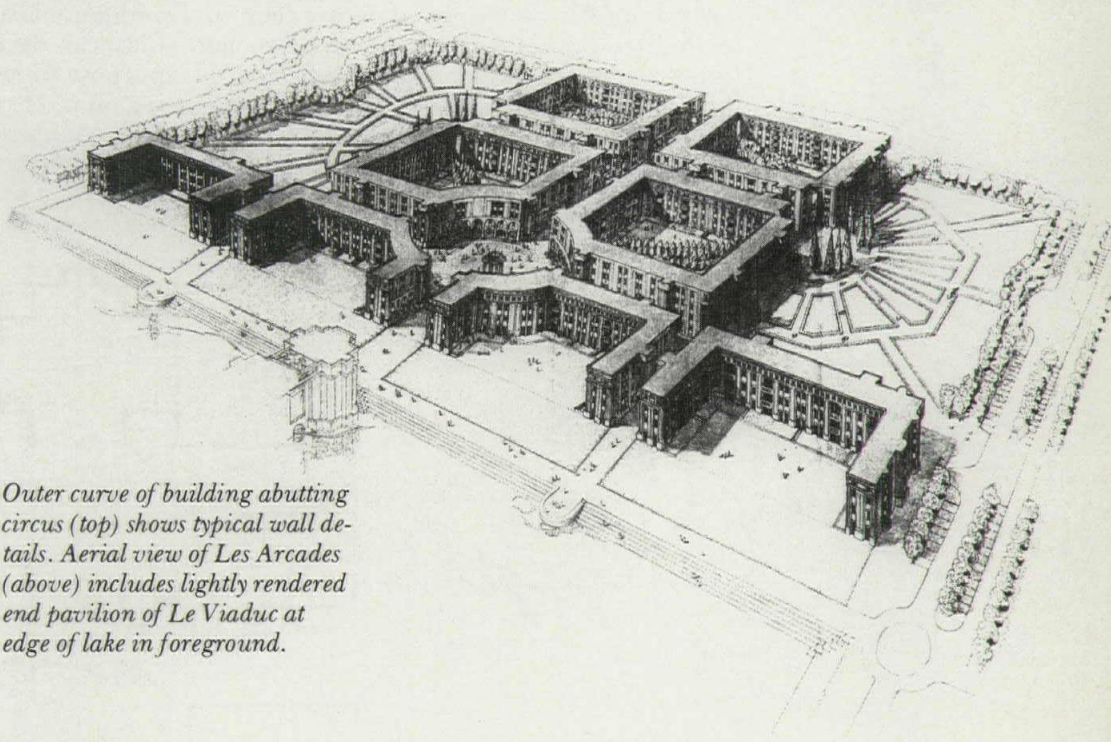 Outer curve of building abutting
circus (top) shows typical wall de-
tails. Aerial view of Les Arcades
(above) includes lightly rendered
end pavilion of Le Viaduc at
edge of lake in foreground.